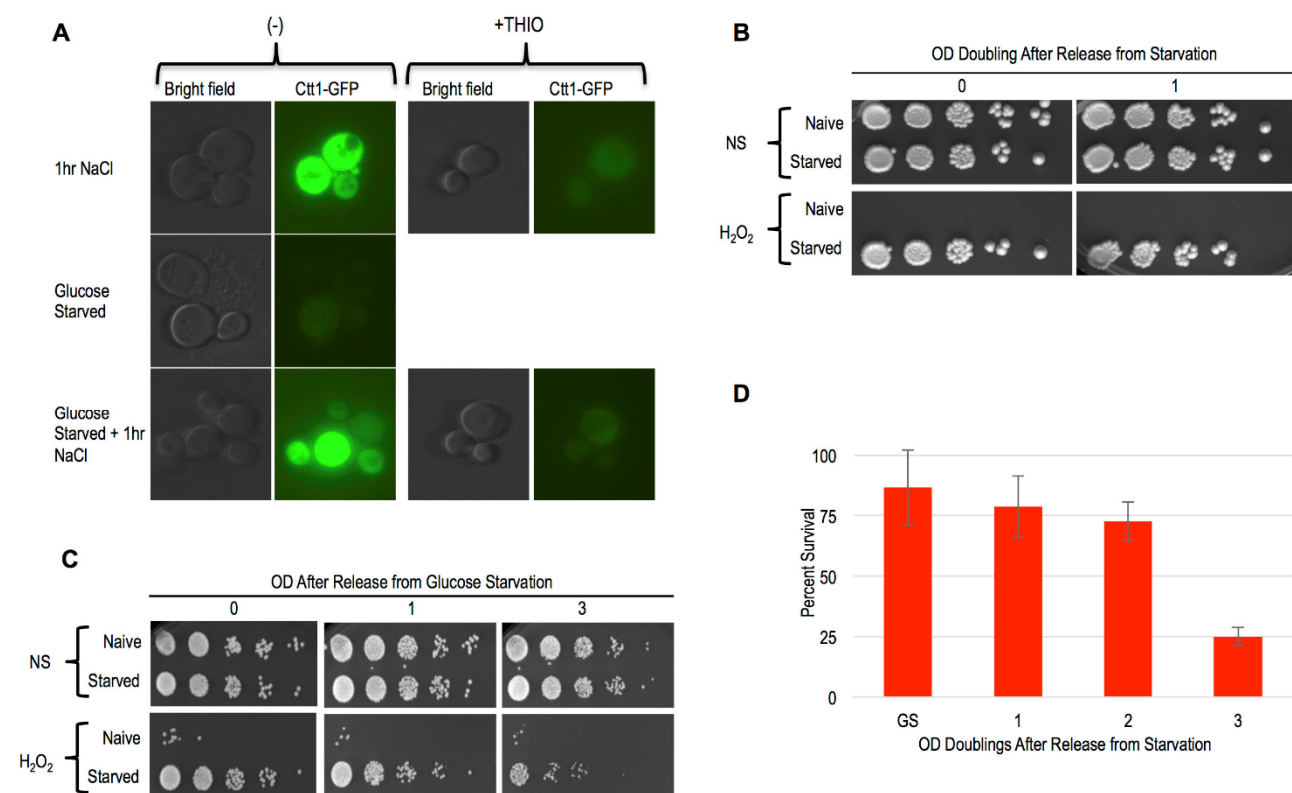 A
(-)
+THIO
Bright field Ctt1-GFP Bright field Ctt1-GFP
1hr NaCl
Glucose
Starved
Glucose
Starved + 1hr
NaCl
B
OD Doubling After Release from Starvation
0 1
NS
Naive
Starved
H₂O₂
Naive
Starved
C
OD After Release from Glucose Starvation
0 1 3
NS
Naive
Starved
H₂O₂
Naive
Starved
D
Percent Survival
100
75
50
25
0
GS 1 2 3
OD Doublings After Release from Starvation